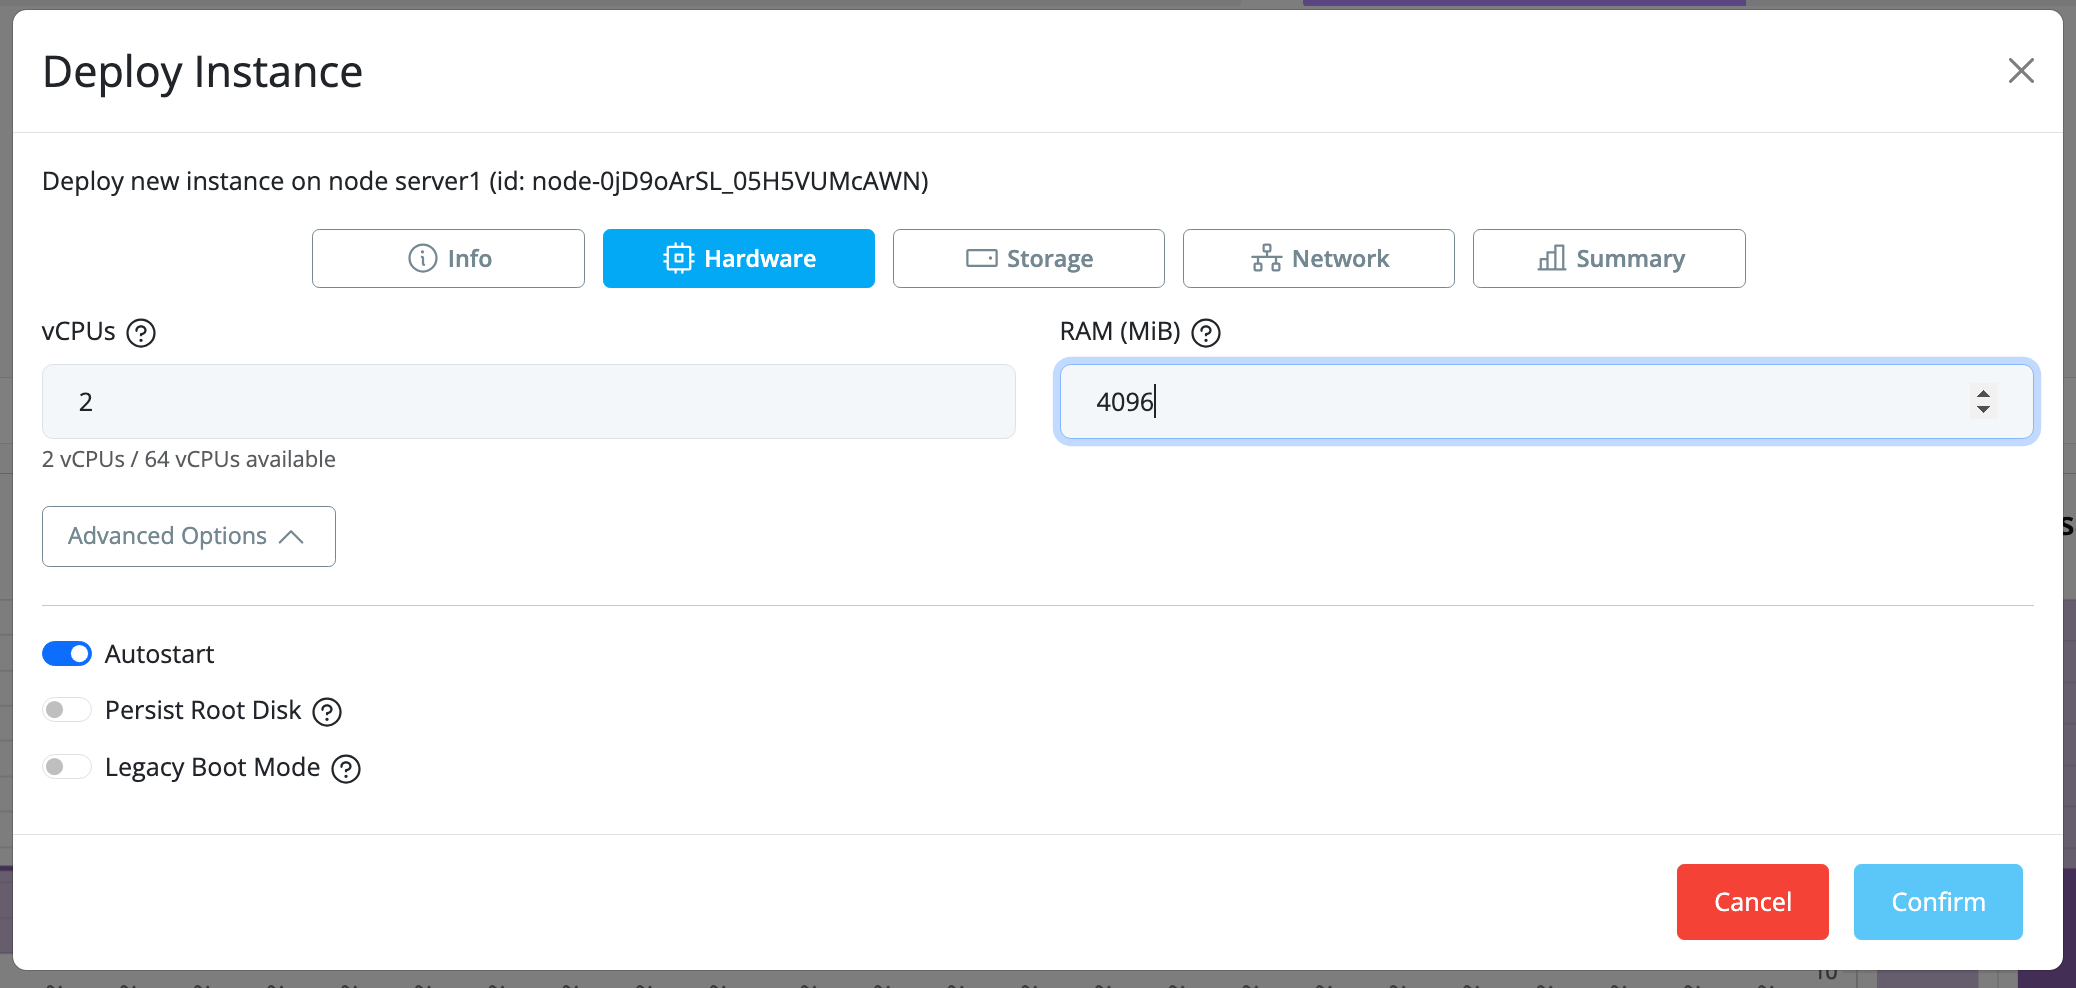 Deploy Instance
Deploy new instance on node server1 (id: node-0jD9oArSL_05H5VUMcAWN)
Info
Hardware
Storage
Network
Summary
vCPUs
RAM (MiB)
2
4096
2 vCPUs / 64 vCPUs available
Advanced Options
Autostart
Persist Root Disk
Legacy Boot Mode
Cancel
Confirm
10